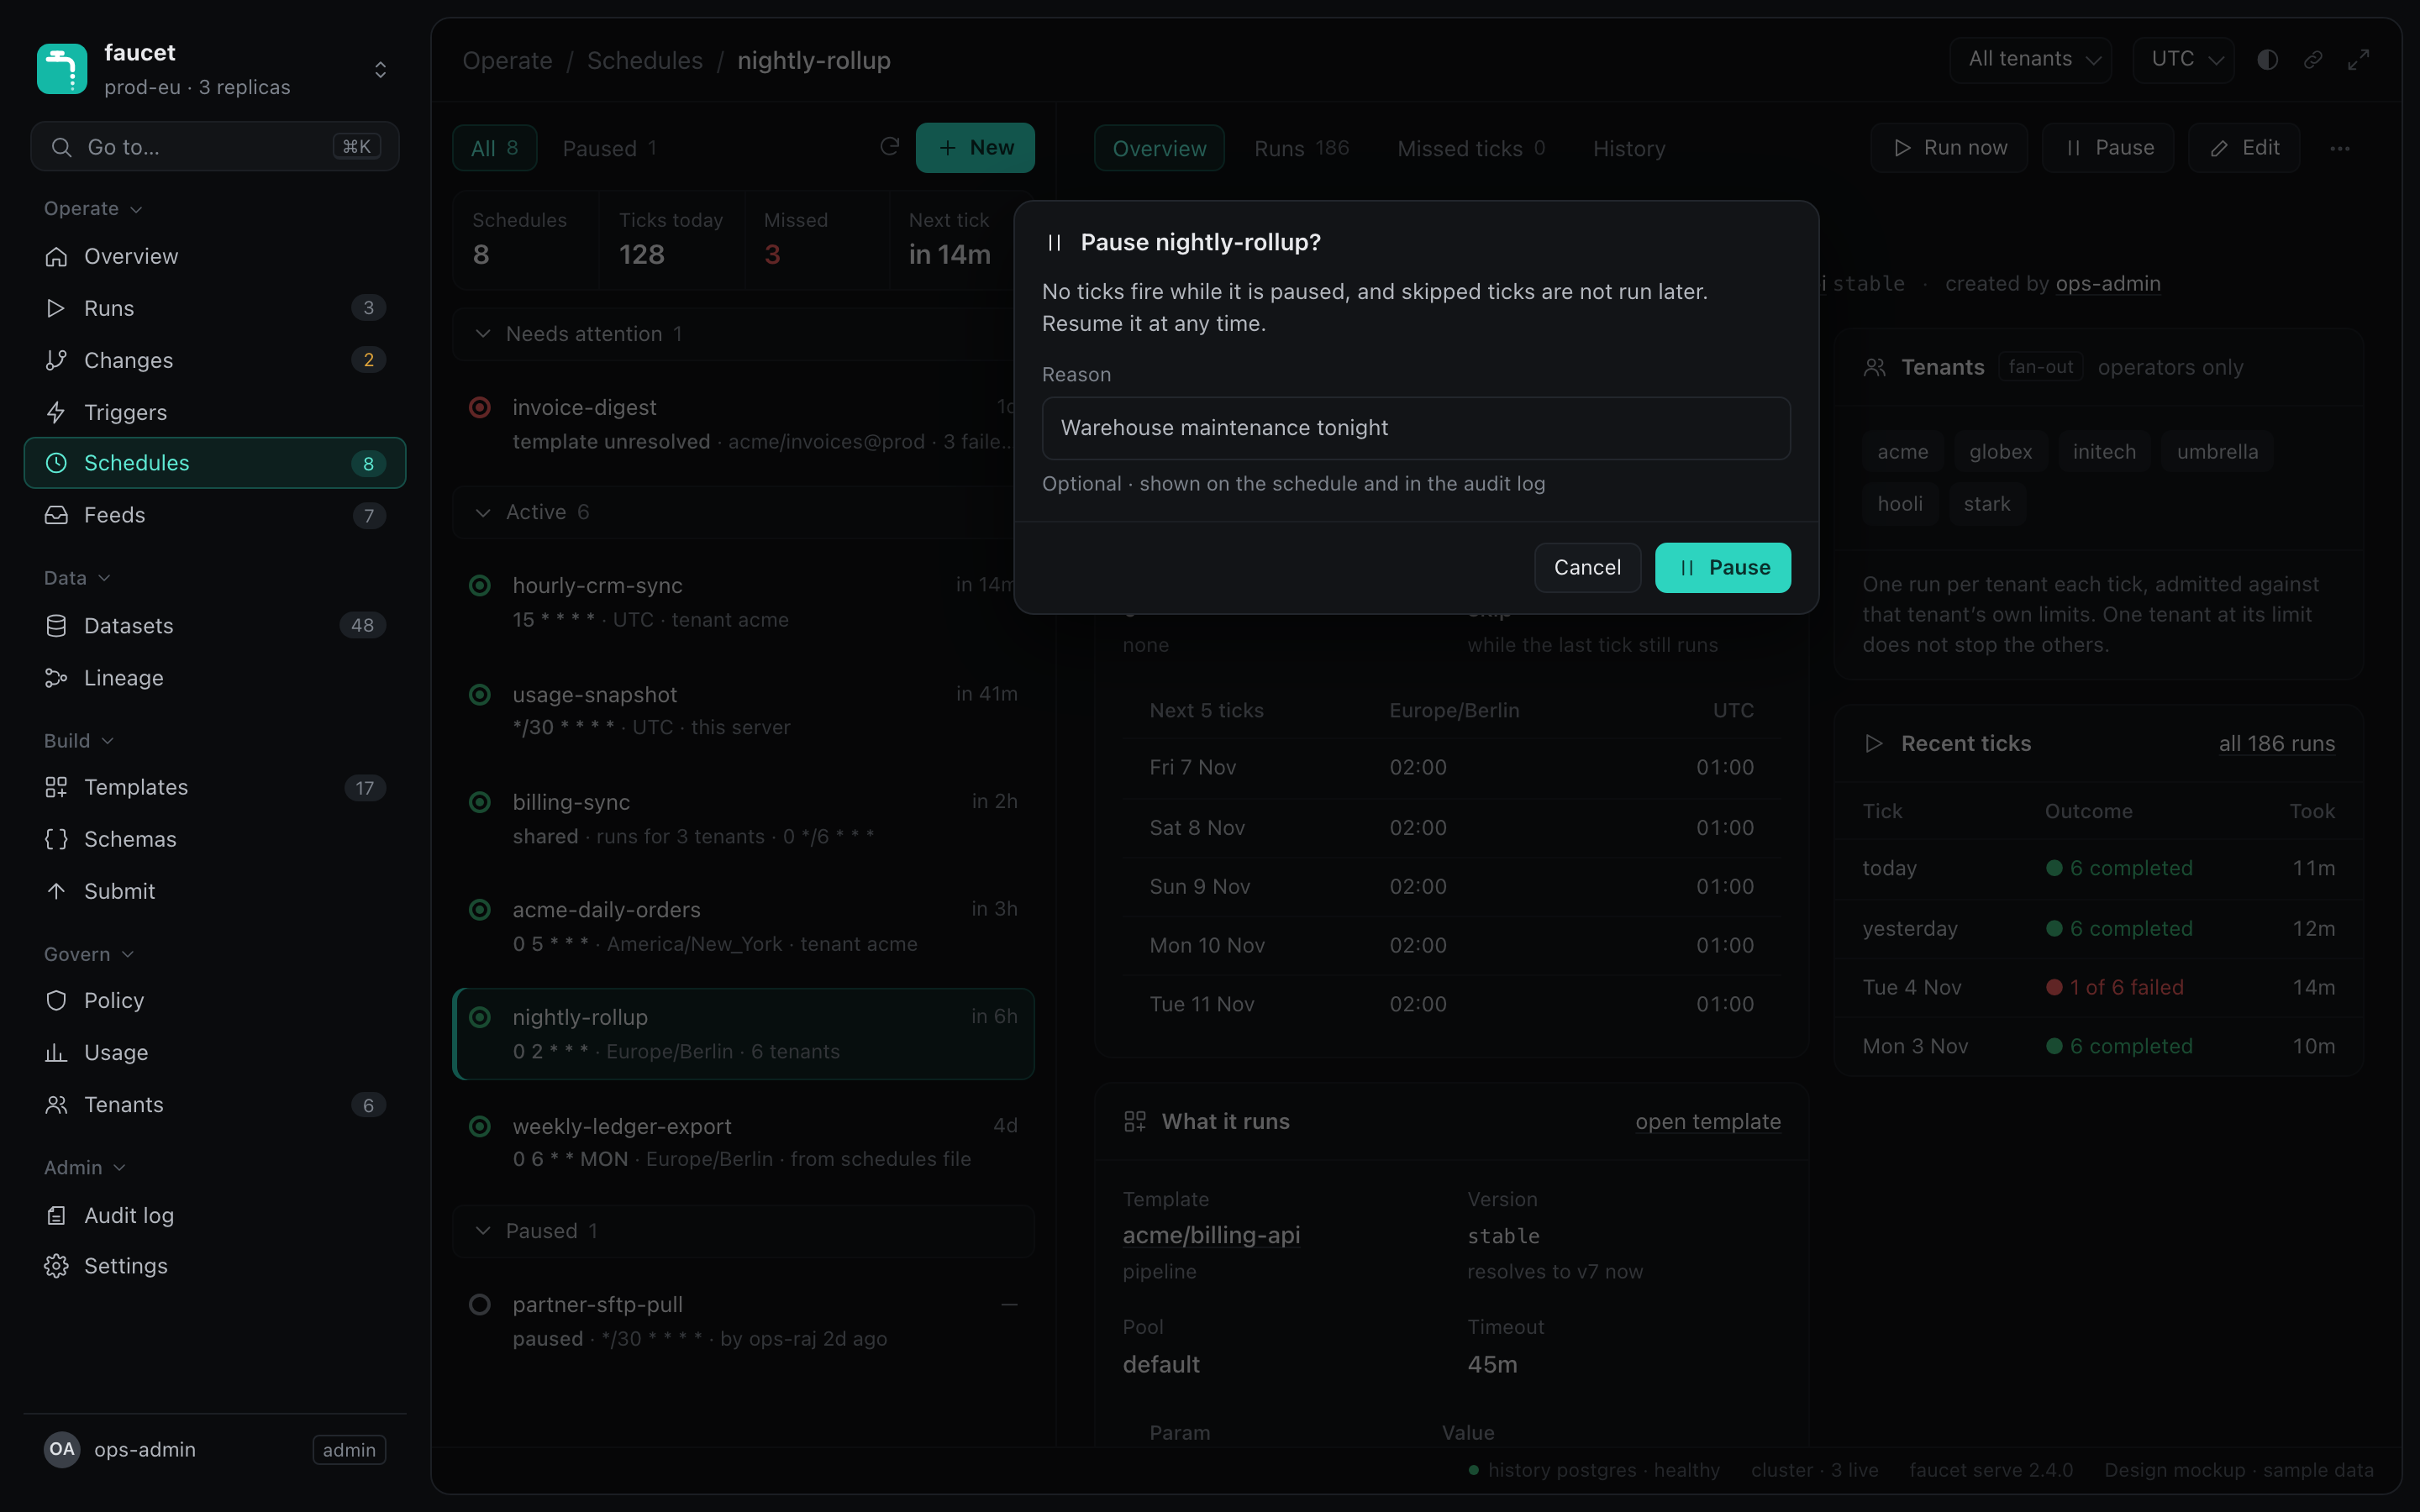 faucet
prod-eu · 3 replicas
Go to...
⌘K
Operate
Overview
Runs 3
Changes 2
Triggers
Schedules 8
Feeds 7
Data
Datasets 48
Lineage
Build
Templates 17
Schemas
Submit
Govern
Policy
Usage
Tenants 6
Admin
Audit log
Settings
OA ops-admin admin
Operate / Schedules / nightly-rollup
All tenants
UTC
All 8
Paused 1
New
Schedules
8
Ticks today
128
Missed
3
Next tick
in 14m
Needs attention 1
invoice-digest
template unresolved · acme/invoices@prod · 3 faile...
Active 6
hourly-crm-sync in 14m
15 * * * * · UTC · tenant acme
usage-snapshot in 41m
*/30 * * * * · UTC · this server
billing-sync in 2h
shared · runs for 3 tenants · 0 */6 * * *
acme-daily-orders in 3h
0 5 * * * · America/New_York · tenant acme
nightly-rollup in 6h
0 2 * * * · Europe/Berlin · 6 tenants
weekly-ledger-export 4d
0 6 * * MON · Europe/Berlin · from schedules file
Paused 1
partner-sftp-pull —
paused · */30 * * * * · by ops-raj 2d ago
Overview
Runs 186
Missed ticks 0
History
Run now
Pause
Edit
stable · created by ops-admin
Pause nightly-rollup?
No ticks fire while it is paused, and skipped ticks are not run later.
Resume it at any time.
Reason
Warehouse maintenance tonight
Optional · shown on the schedule and in the audit log
Cancel
Pause
none
while the last tick still runs
Next 5 ticks Europe/Berlin UTC
Fri 7 Nov 02:00 01:00
Sat 8 Nov 02:00 01:00
Sun 9 Nov 02:00 01:00
Mon 10 Nov 02:00 01:00
Tue 11 Nov 02:00 01:00
What it runs
open template
Template
acme/billing-api
pipeline
Version
stable
resolves to v7 now
Pool
default
Timeout
45m
Param Value
Tenants fan-out operators only
acme globex initech umbrella
hooli stark
One run per tenant each tick, admitted against
that tenant's own limits. One tenant at its limit
does not stop the others.
Recent ticks
all 186 runs
Tick Outcome Took
today 6 completed 11m
yesterday 6 completed 12m
Tue 4 Nov 1 of 6 failed 14m
Mon 3 Nov 6 completed 10m
history postgres · healthy
cluster · 3 live
faucet serve 2.4.0
Design mockup · sample data